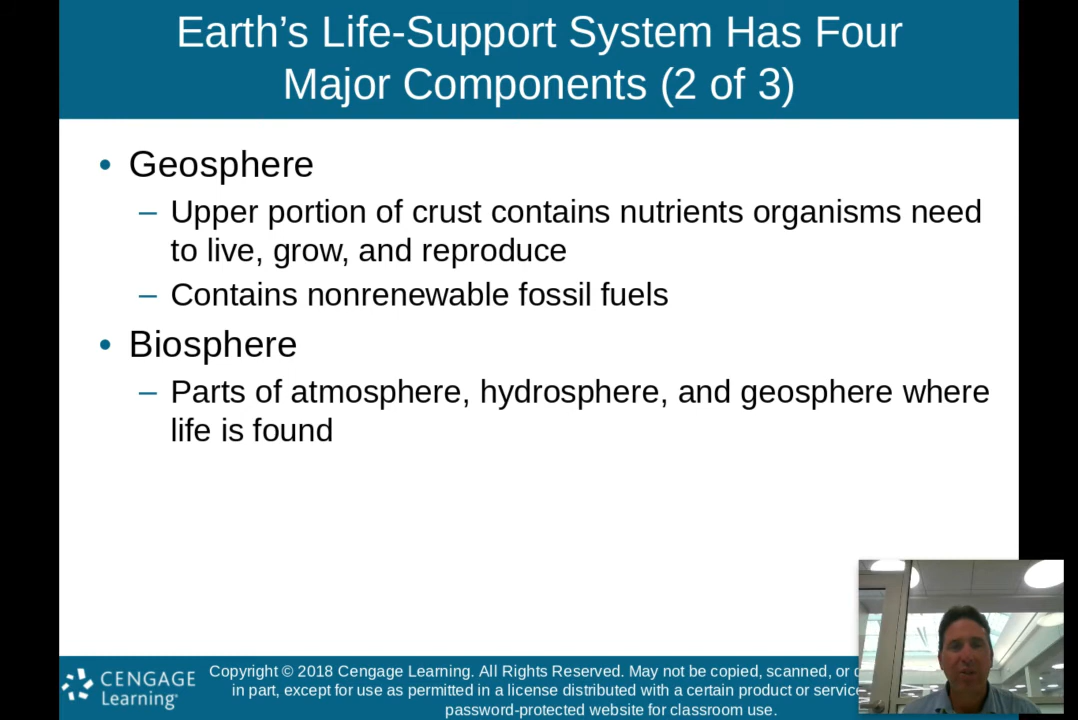 Earth’s Life-Support System Has Four
Major Components (2 of 3)
• Geosphere
– Upper portion of crust contains nutrients organisms need
to live, grow, and reproduce
– Contains nonrenewable fossil fuels
• Biosphere
– Parts of atmosphere, hydrosphere, and geosphere where
life is found
CENGAGE
Learning
Copyright © 2018 Cengage Learning. All Rights Reserved. May not be copied, scanned, or
in part, except for use as permitted in a license distributed with a certain product or service
password-protected website for classroom use.